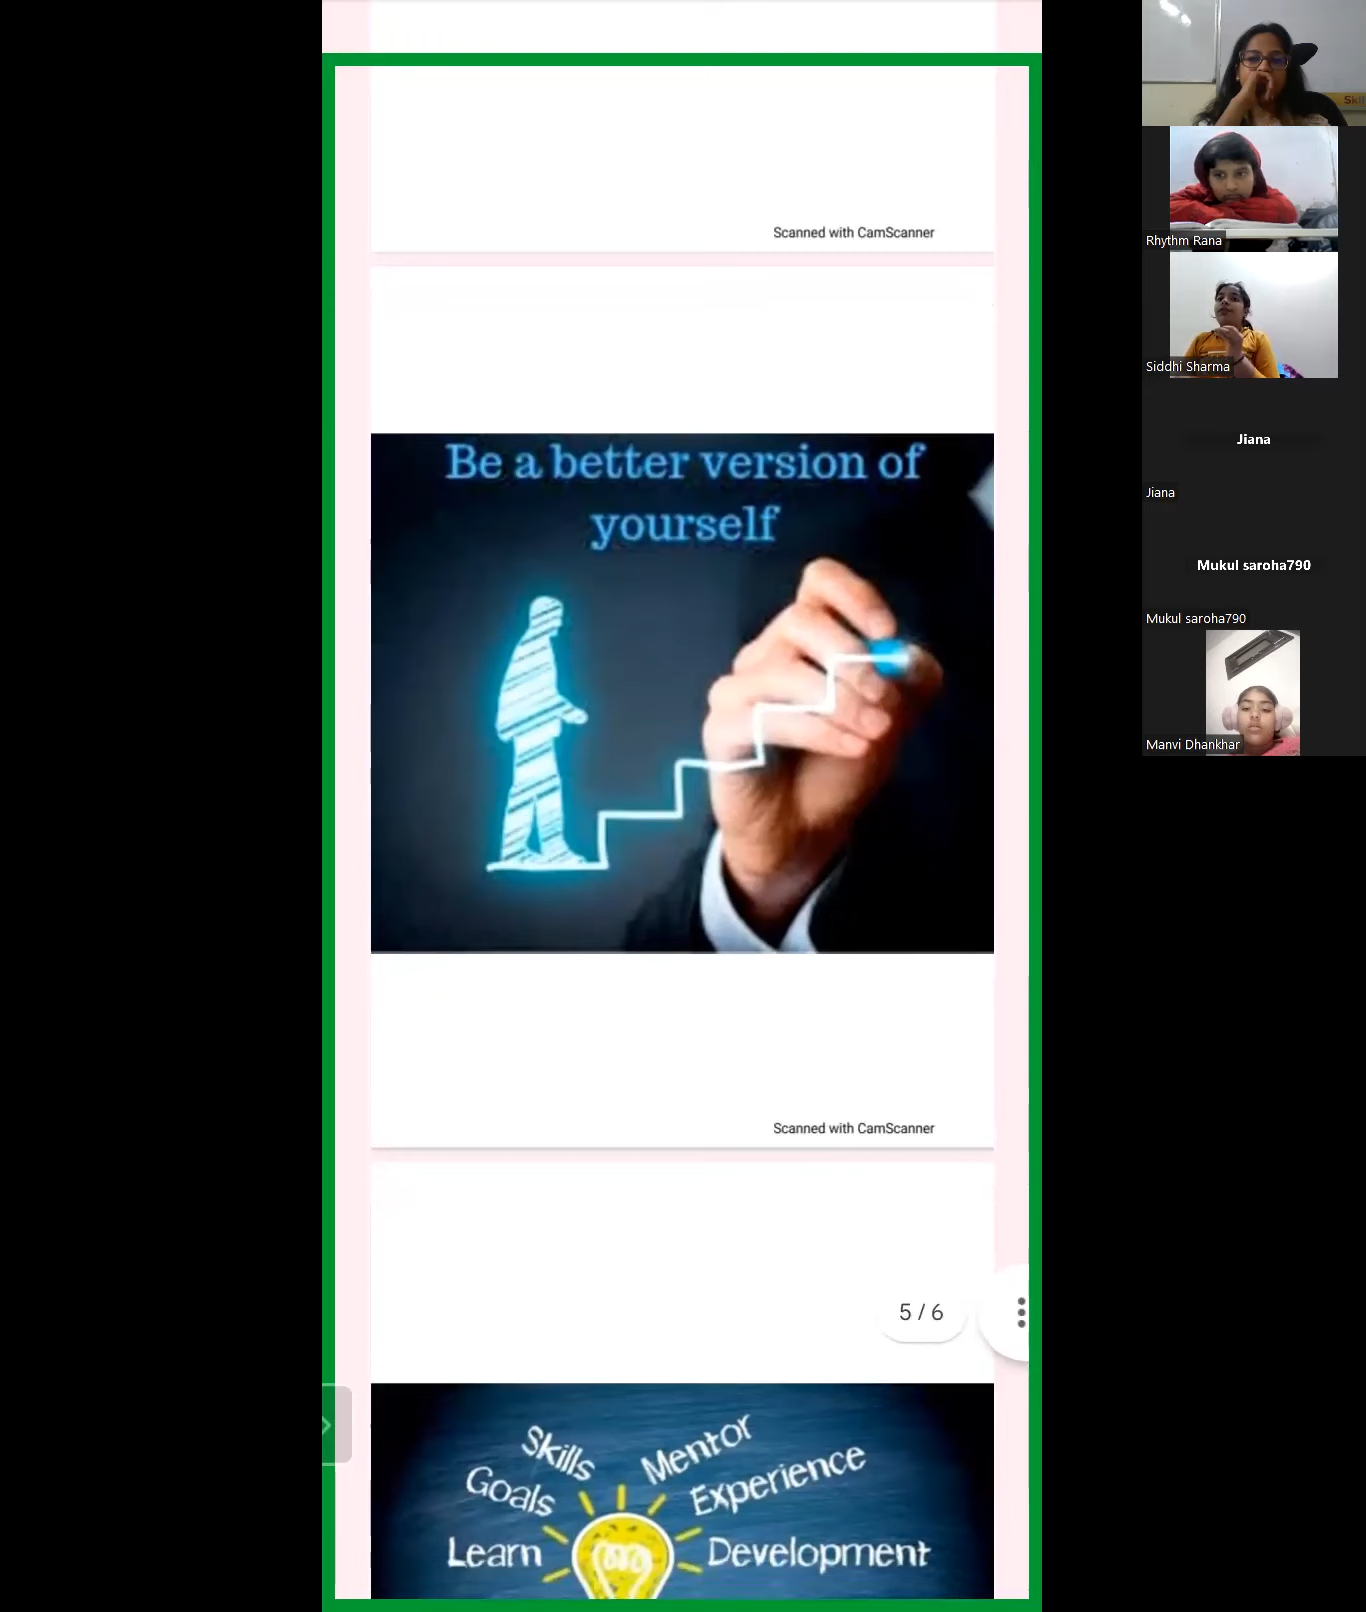 Scanned with CamScanner
Be a better version of
yourself
Scanned with CamScanner
5 / 6
Skills
Mentor
Goals
Experience
Learn
Development
Rhythm Rana
Siddhi Sharma
Jiana
Jiana
Mukul saroha790
Mukul saroha790
Manvi Dhankhar